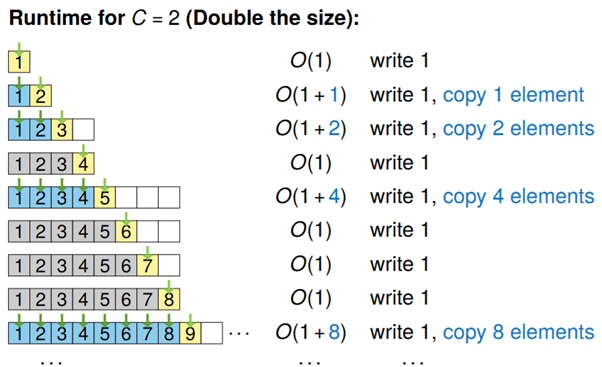 Runtime for C = 2 (Double the size):
1 O(1) write 1
1 2 O(1 + 1) write 1, copy 1 element
1 2 3 O(1 + 2) write 1, copy 2 elements
1 2 3 4 O(1) write 1
1 2 3 4 5 O(1 + 4) write 1, copy 4 elements
1 2 3 4 5 6 O(1) write 1
1 2 3 4 5 6 7 O(1) write 1
1 2 3 4 5 6 7 8 O(1) write 1
1 2 3 4 5 6 7 8 9 ... O(1 + 8) write 1, copy 8 elements
... ... ...